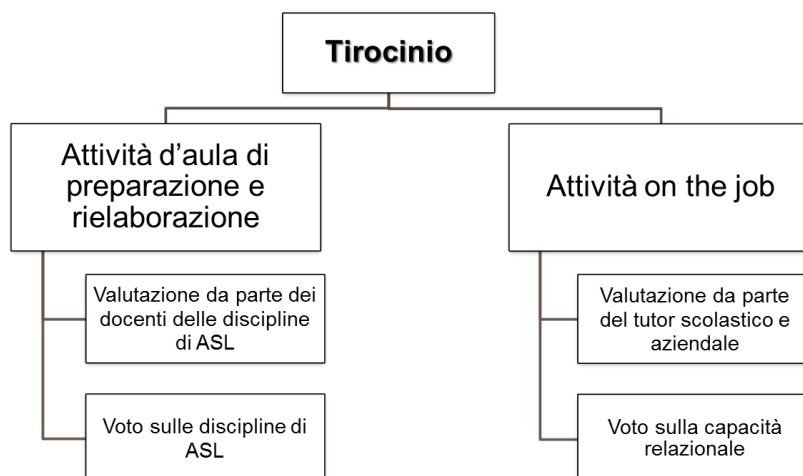 Tirocinio
Attività d'aula di
preparazione e
rielaborazione
Attività on the job
Valutazione da parte dei
docenti delle discipline
di ASL
Valutazione da parte
del tutor scolastico e
aziendale
Voto sulle discipline di
ASL
Voto sulla capacità
relazionale